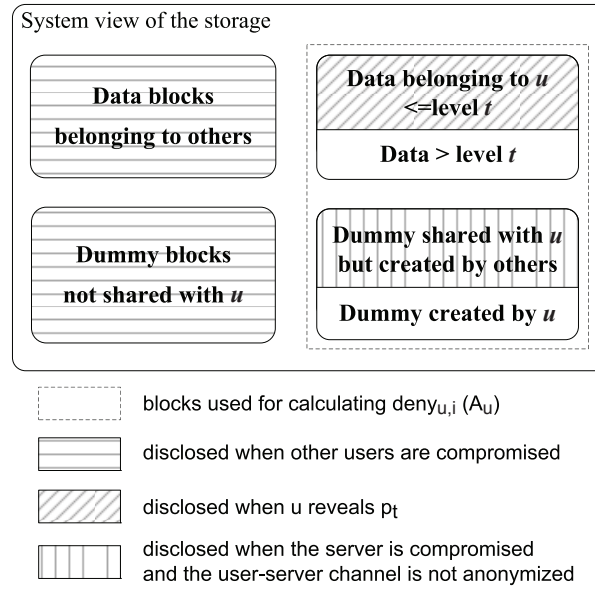 System view of the storage
Data blocks
belonging to others
Data belonging to u
<=level t
Data > level t
Dummy blocks
not shared with u
Dummy shared with u
but created by others
Dummy created by u
blocks used for calculating denyu,i (Au)
disclosed when other users are compromised
disclosed when u reveals pt
disclosed when the server is compromised
and the user-server channel is not anonymized